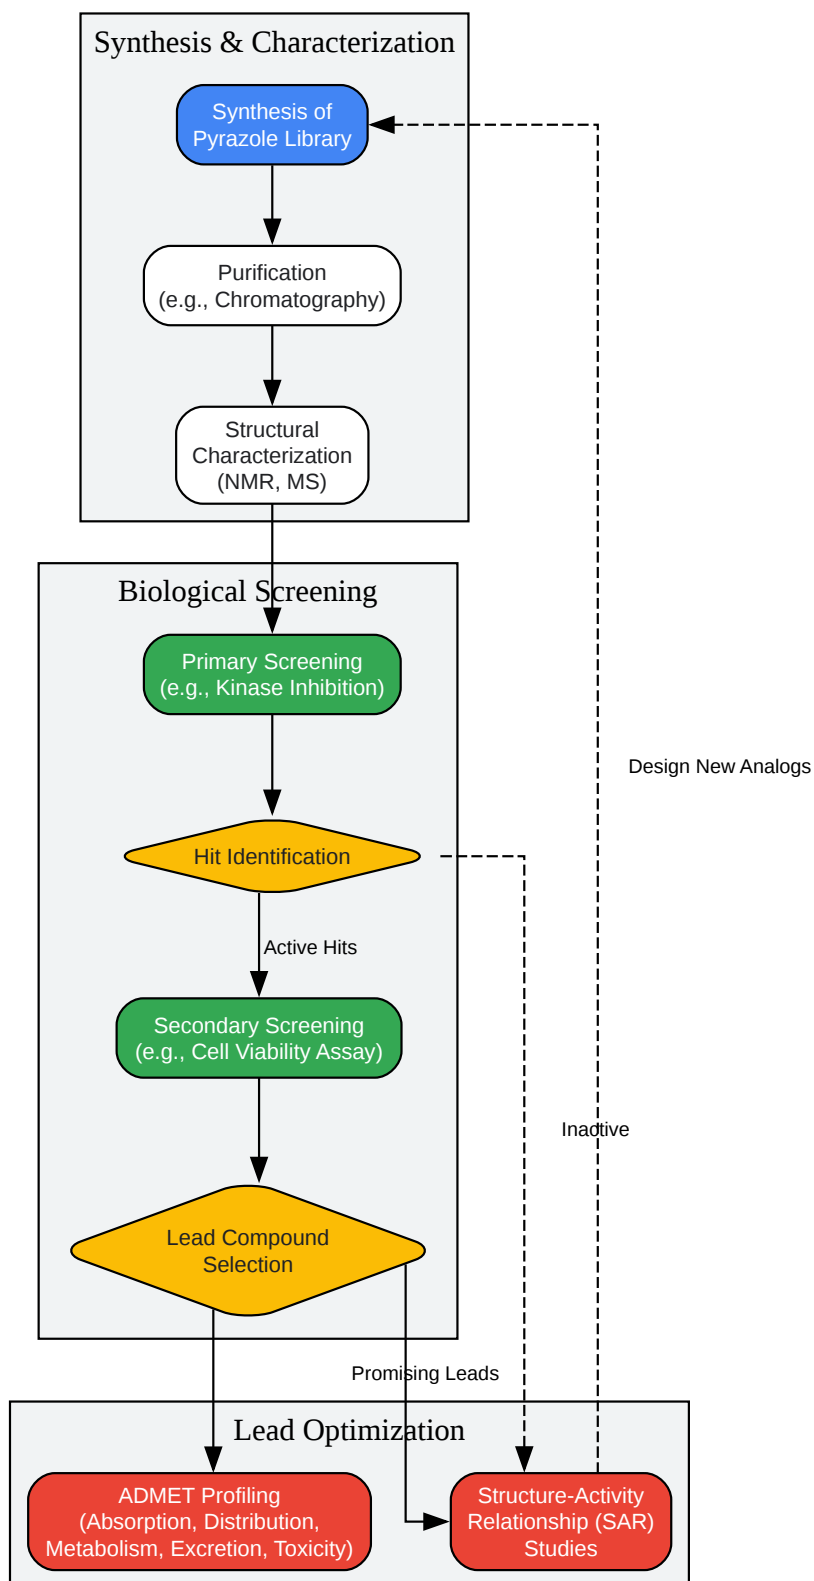 Synthesis & Characterization
Synthesis of
Pyrazole Library
Purification
(e.g., Chromatography)
Structural
Characterization
(NMR, MS)
Biological Screening
Primary Screening
(e.g., Kinase Inhibition)
Design New Analogs
Hit Identification
Active Hits
Secondary Screening
(e.g., Cell Viability Assay)
Inactive
Lead Compound
Selection
Promising Leads
Lead Optimization
ADMET Profiling
(Absorption, Distribution,
Metabolism, Excretion, Toxicity)
Structure-Activity
Relationship (SAR)
Studies